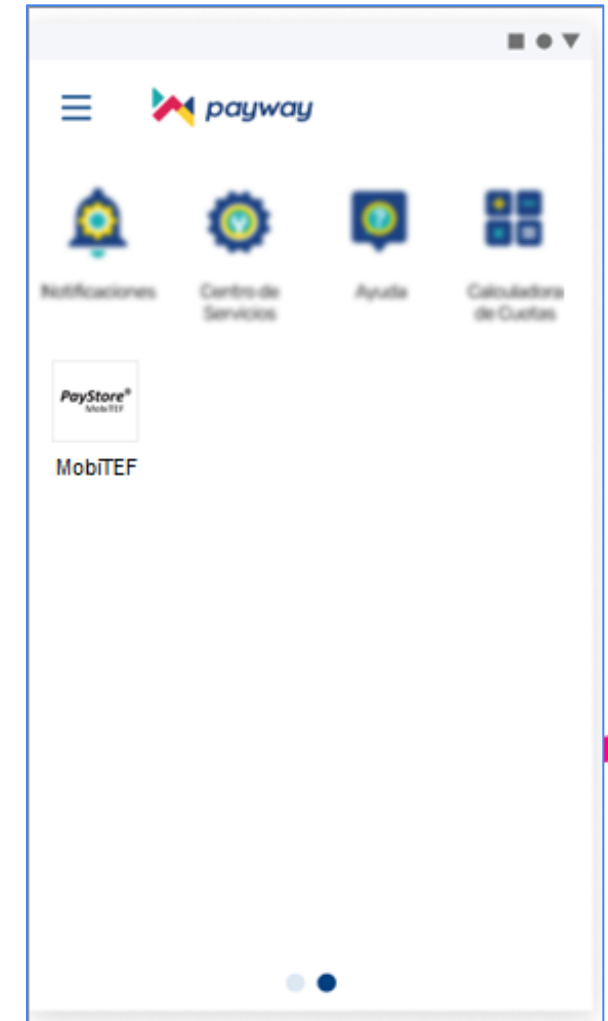 payway
Notificaciones
Centro de
Servicios
Ayuda
Calculadora
de Cuotas
PayStore®
MobiTEF
MobiTEF